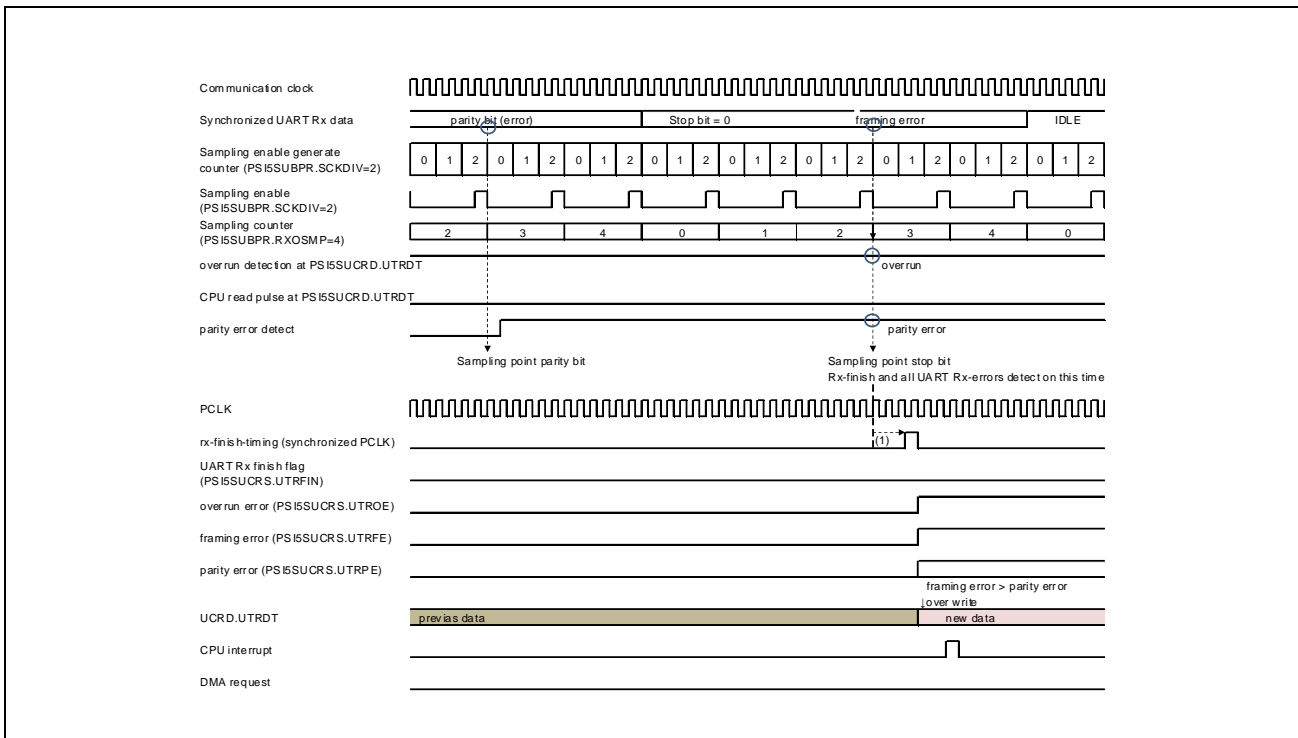 Communication clock
Synchronized UART Rx data
parity bit (error)
Stop bit = 0
framing error
IDLE
Sampling enable generate
counter (PSI5SUBPR.SCKDIV=2)
0 1 2 0 1 2 0 1 2 0 1 2 0 1 2 0 1 2 0 1 2 0 1 2 0 1 2
Sampling enable
(PSI5SUBPR.SCKDIV=2)
Sampling counter
(PSI5SUBPR.RXOSMP=4)
2 3 4 0 1 2 3 4 0
overrun detection at PSI5SUCRD.UTRDT
overrun
CPU read pulse at PSI5SUCRD.UTRDT
parity error detect
parity error
Sampling point parity bit
Sampling point stop bit
Rx-finish and all UART Rx-errors detect on this time
PCLK
rx-finish-timing (synchronized PCLK)
(1)
UART Rx finish flag
(PSI5SUCRS.UTRFIN)
overrun error (PSI5SUCRS.UTROE)
framing error (PSI5SUCRS.UTRFE)
parity error (PSI5SUCRS.UTRPE)
framing error > parity error
↓over write
UCRD.UTRDT
previas data
new data
CPU interrupt
DMA request